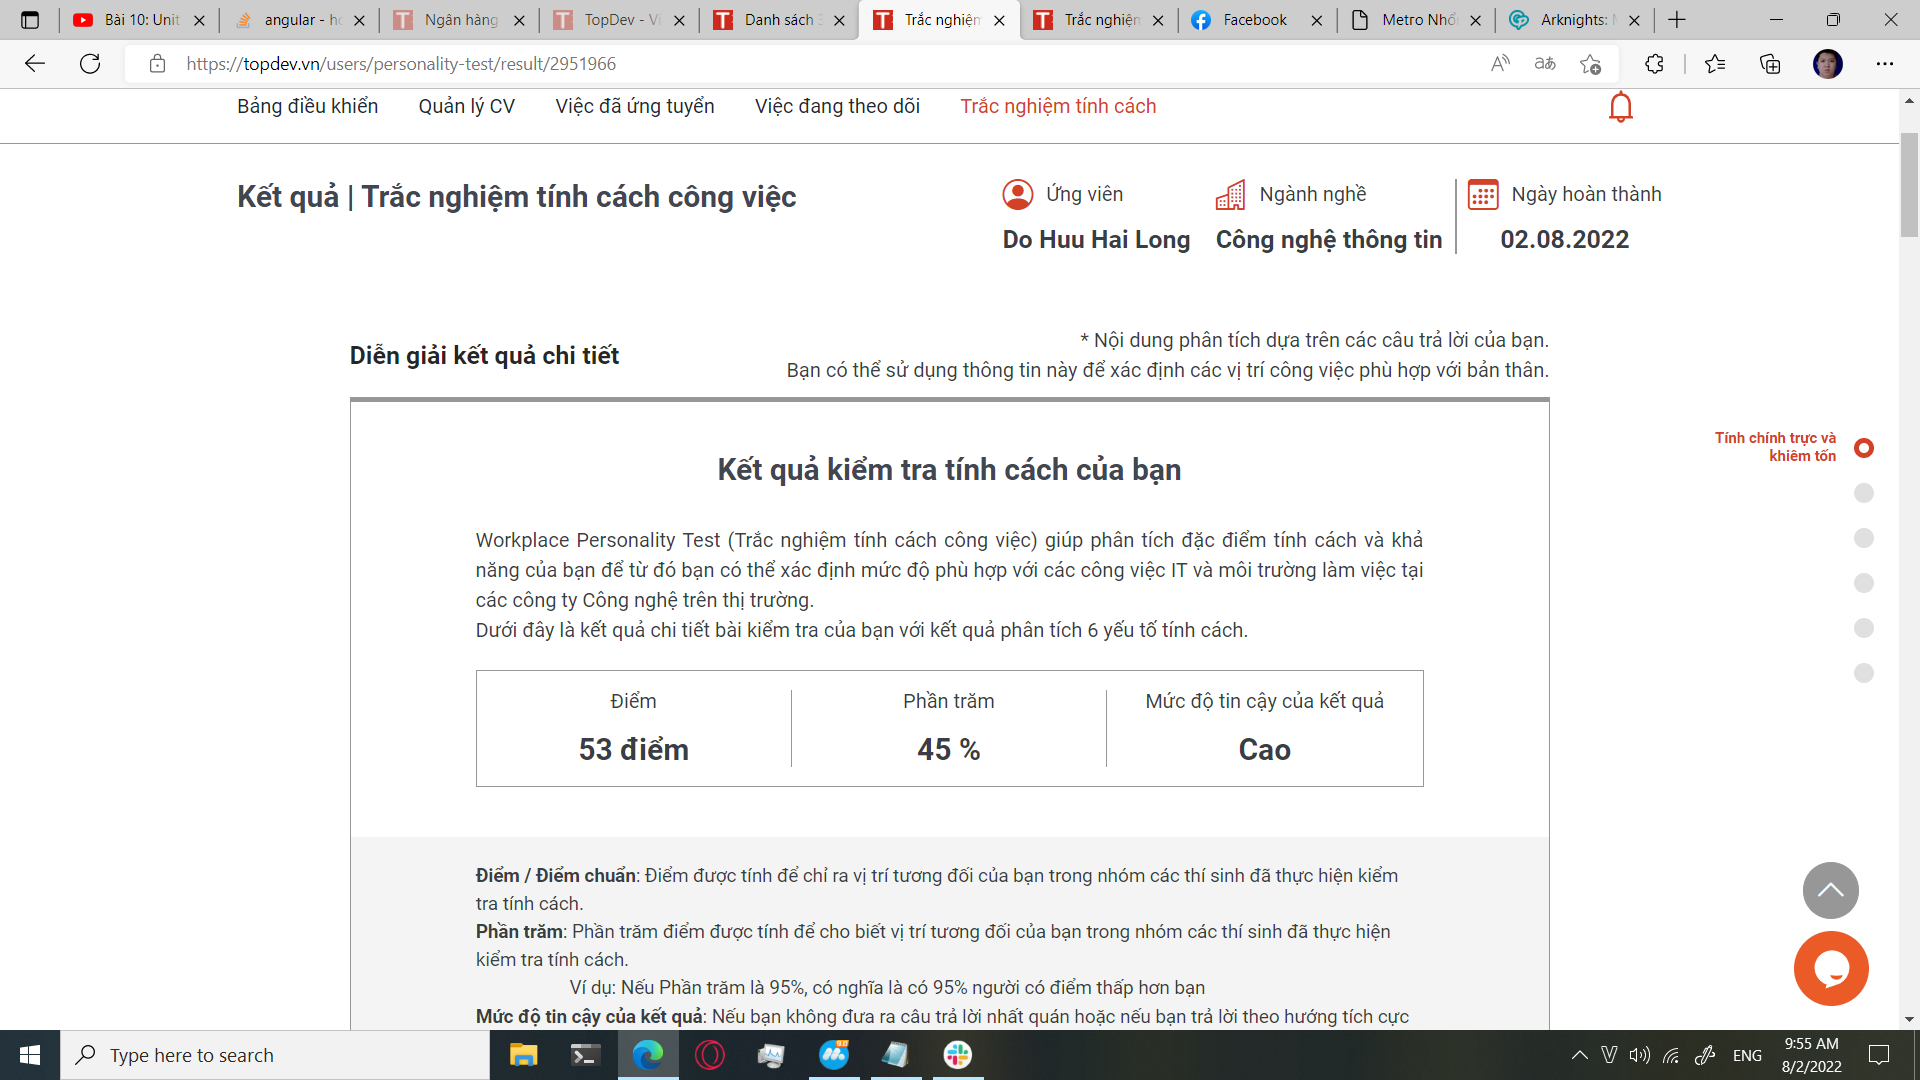 Bài 10: Unit
angular - ho
Ngân hàng
TopDev - Vi
Danh sách
Trắc nghiệm
Trắc nghiệm
Facebook
Metro Nhổn
Arknights:
https://topdev.vn/users/personality-test/result/2951966
Bảng điều khiển
Quản lý CV
Việc đã ứng tuyển
Việc đang theo dõi
Trắc nghiệm tính cách
Kết quả | Trắc nghiệm tính cách công việc
Ứng viên
Do Huu Hai Long
Ngành nghề
Công nghệ thông tin
Ngày hoàn thành
02.08.2022
Diễn giải kết quả chi tiết
* Nội dung phân tích dựa trên các câu trả lời của bạn.
Bạn có thể sử dụng thông tin này để xác định các vị trí công việc phù hợp với bản thân.
Tính chính trực và
khiêm tốn
Kết quả kiểm tra tính cách của bạn
Workplace Personality Test (Trắc nghiệm tính cách công việc) giúp phân tích đặc điểm tính cách và khả
năng của bạn để từ đó bạn có thể xác định mức độ phù hợp với các công việc IT và môi trường làm việc tại
các công ty Công nghệ trên thị trường.
Dưới đây là kết quả chi tiết bài kiểm tra của bạn với kết quả phân tích 6 yếu tố tính cách.
Điểm
53 điểm
Phần trăm
45 %
Mức độ tin cậy của kết quả
Cao
Điểm / Điểm chuẩn: Điểm được tính để chỉ ra vị trí tương đối của bạn trong nhóm các thí sinh đã thực hiện kiểm
tra tính cách.
Phần trăm: Phần trăm điểm được tính để cho biết vị trí tương đối của bạn trong nhóm các thí sinh đã thực hiện
kiểm tra tính cách.
Ví dụ: Nếu Phần trăm là 95%, có nghĩa là có 95% người có điểm thấp hơn bạn
Mức độ tin cậy của kết quả: Nếu bạn không đưa ra câu trả lời nhất quán hoặc nếu bạn trả lời theo hướng tích cực
Type here to search
ENG
9:55 AM
8/2/2022